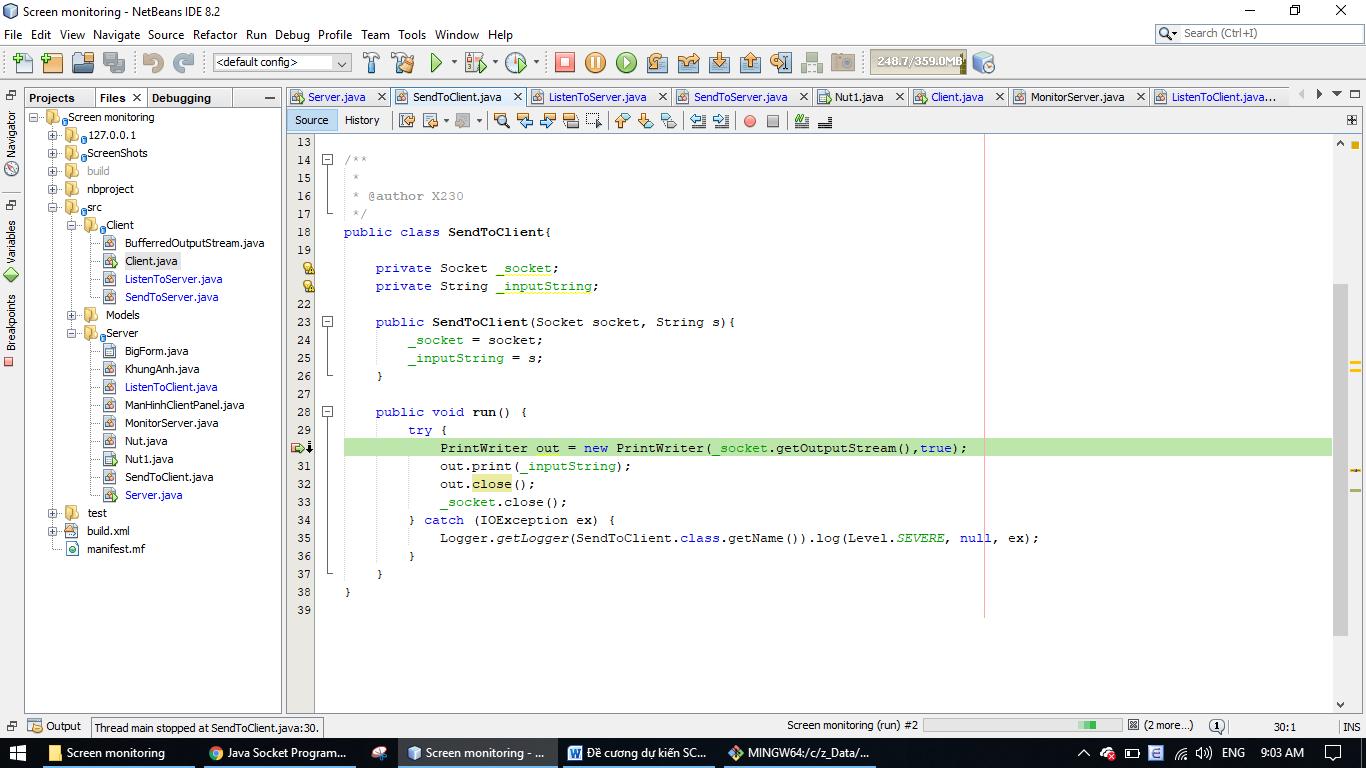 Screen monitoring - NetBeans IDE 8.2
File Edit View Navigate Source Refactor Run Debug Profile Team Tools Window Help
Search (Ctrl+I)
<default config>
248.7/359.0MB
Projects Files Debugging
Server.java SendToClient.java ListenToServer.java SendToServer.java Nut1.java Client.java MonitorServer.java ListenToClient.java...
Source History
Navigator
Variables
Breakpoints
Screen monitoring
127.0.0.1
ScreenShots
build
nbproject
src
Client
BufferredOutputStream.java
Client.java
ListenToServer.java
SendToServer.java
Models
Server
BigForm.java
KhungAnh.java
ListenToClient.java
ManHinhClientPanel.java
MonitorServer.java
Nut.java
Nut1.java
SendToClient.java
Server.java
test
build.xml
manifest.mf
13
14 /**
15 *
16 * @author X230
17 */
18 public class SendToClient{
19
private Socket _socket;
private String _inputString;
22
23 public SendToClient(Socket socket, String s){
24 _socket = socket;
25 _inputString = s;
26 }
27
28 public void run() {
29 try {
PrintWriter out = new PrintWriter(_socket.getOutputStream(),true);
31 out.print(_inputString);
32 out.close();
33 _socket.close();
34 } catch (IOException ex) {
35 Logger.getLogger(SendToClient.class.getName()).log(Level.SEVERE, null, ex);
36 }
37 }
38 }
39
Output
Thread main stopped at SendToClient.java:30.
Screen monitoring (run) #2
(2 more...)
1
30:1
INS
Screen monitoring
Java Socket Program...
Screen monitoring - ...
Đề cương dự kiến SC...
MINGW64:/c/z_Data/...
ENG
9:03 AM